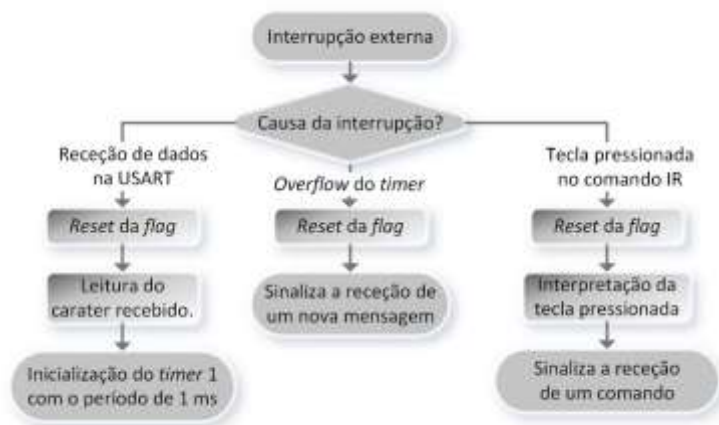 Interrupção externa
Causa da interrupção?
Receção de dados
na USART
Reset da flag
Leitura do
carater recebido.
Inicialização do timer 1
com o período de 1 ms
Overflow do timer
Reset da flag
Sinaliza a receção de
um nova mensagem
Tecla pressionada
no comando IR
Reset da flag
Interpretação da
tecla pressionada
Sinaliza a receção
de um comando